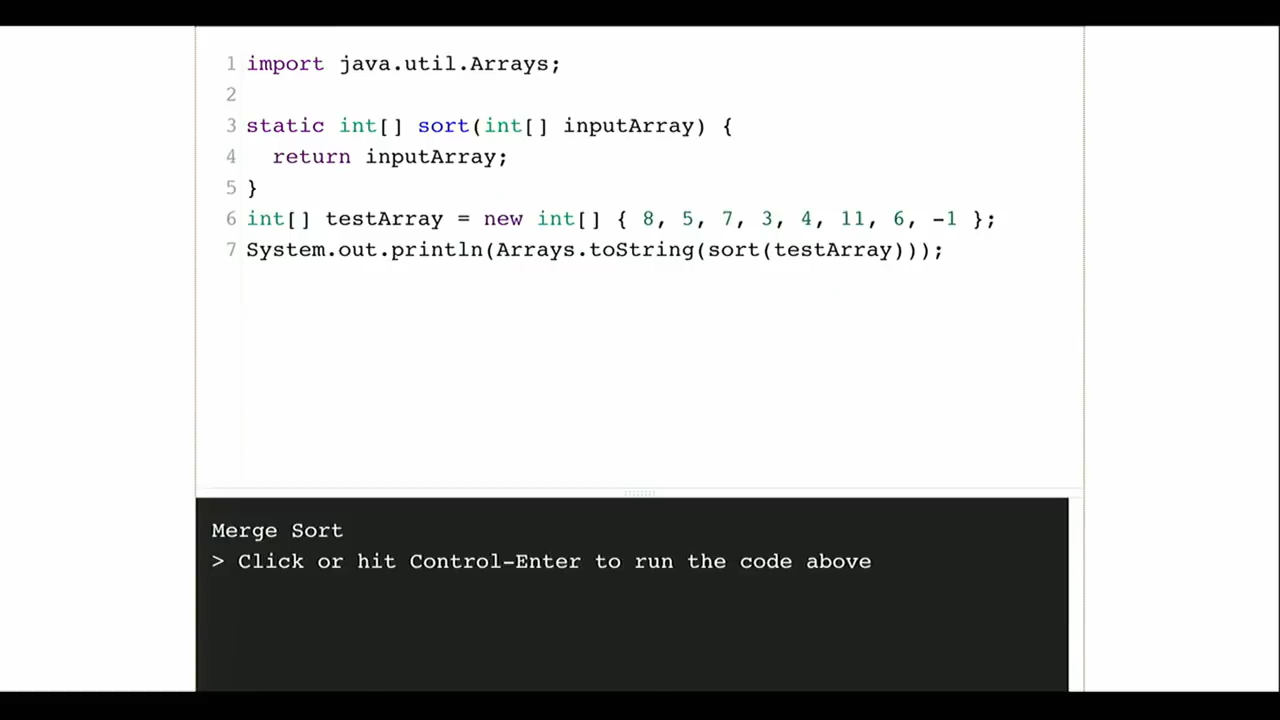 1 import java.util.Arrays;
2
3 static int[] sort(int[] inputArray) {
4   return inputArray;
5 }
6 int[] testArray = new int[] { 8, 5, 7, 3, 4, 11, 6, -1 };
7 System.out.println(Arrays.toString(sort(testArray)));
Merge Sort
> Click or hit Control-Enter to run the code above